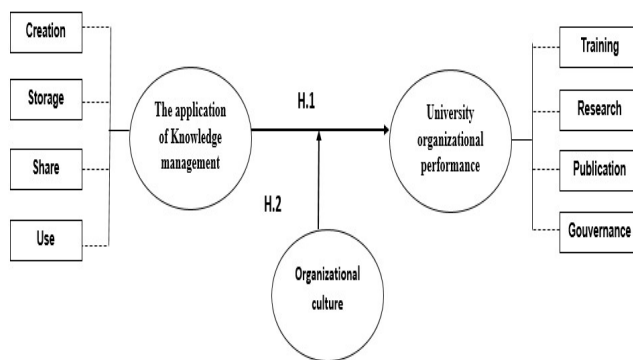 Creation
Storage
Share
Use
The application
of Knowledge
management
H.1
H.2
Organizational
culture
University
organizational
performance
Training
Research
Publication
Gouvernance